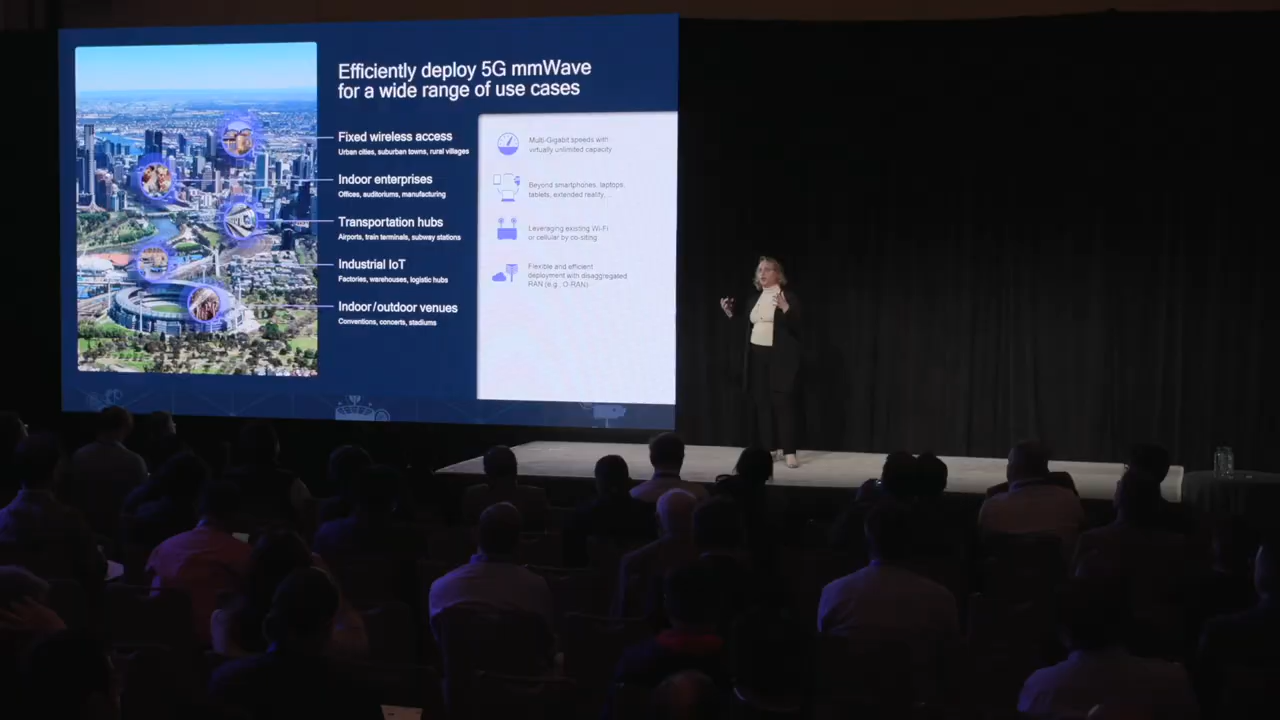 Efficiently deploy 5G mmWave
for a wide range of use cases
Fixed wireless access
Urban cities, suburban towns, rural villages
Indoor enterprises
Offices, auditoriums, manufacturing
Transportation hubs
Airports, train terminals, subway stations
Industrial IoT
Factories, warehouses, logistic hubs
Indoor/outdoor venues
Conventions, concerts, stadiums
Multi-Gigabit speeds with
virtually unlimited capacity
Beyond smartphones, laptops,
tablets, extended reality, ...
Leveraging existing Wi-Fi
or cellular by co-siting
Flexible and efficient
deployment with disaggregated
RAN (e.g., O-RAN)